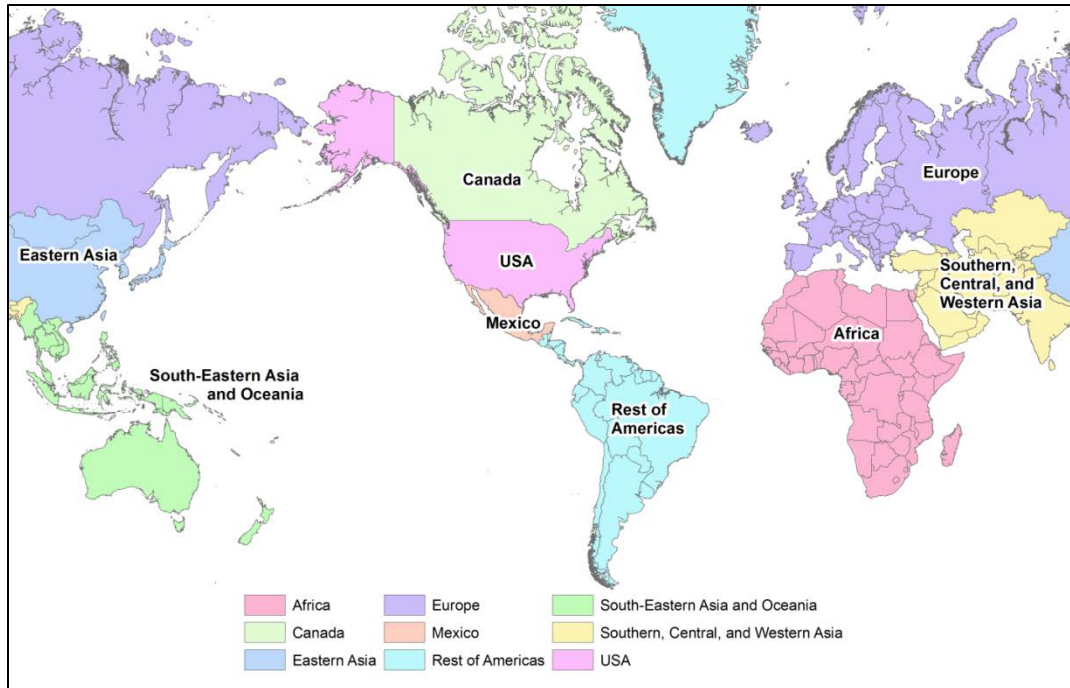 Canada
Europe
Eastern Asia
USA
Southern,
Central, and
Western Asia
Mexico
Africa
South-Eastern Asia
and Oceania
Rest of
Americas
Africa
Europe
South-Eastern Asia and Oceania
Canada
Mexico
Southern, Central, and Western Asia
Eastern Asia
Rest of Americas
USA